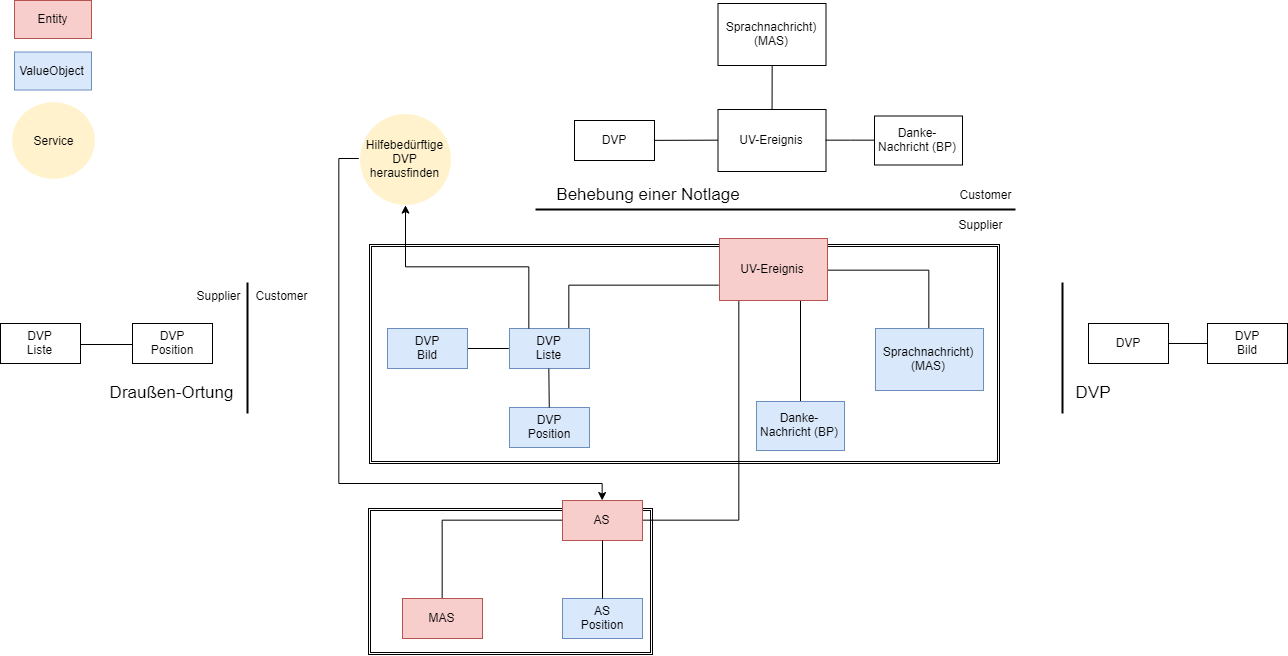 Entity
ValueObject
Service
Hilfebedürftige
DVP
herausfinden
Sprachnachricht)
(MAS)
DVP
UV-Ereignis
Danke-
Nachricht (BP)
Behebung einer Notlage
Customer
Supplier
Supplier
Customer
DVP
Liste
DVP
Position
Draußen-Ortung
UV-Ereignis
DVP
Bild
DVP
Liste
DVP
Position
Sprachnachricht)
(MAS)
Danke-
Nachricht (BP)
DVP
DVP
Bild
DVP
AS
MAS
AS
Position